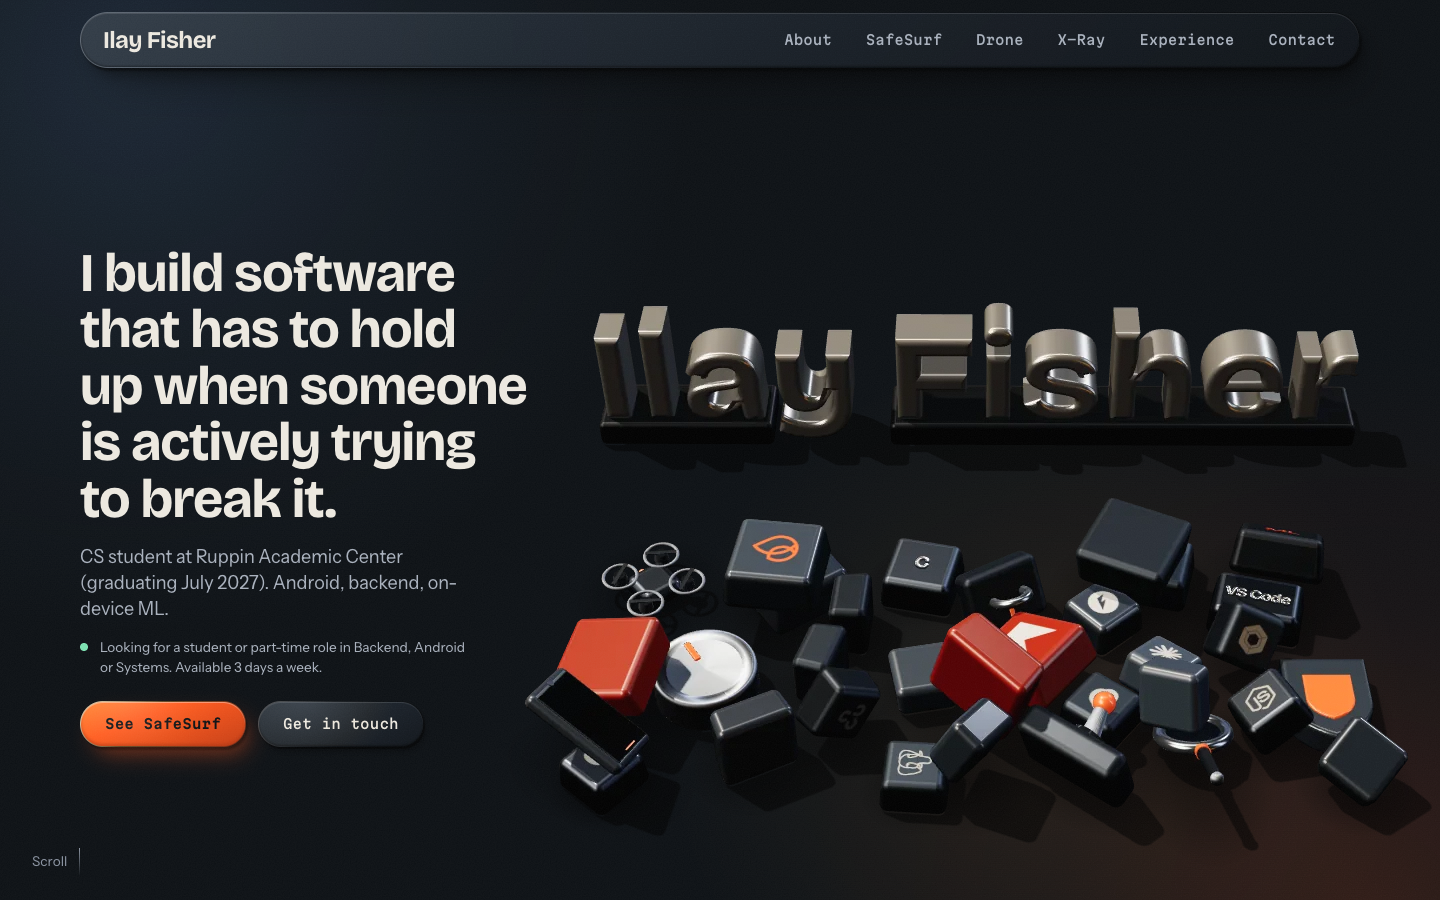 Ilay Fisher
About SafeSurf Drone X-Ray Experience Contact
I build software
that has to hold
up when someone
is actively trying
to break it.
Ilay Fisher
CS student at Ruppin Academic Center
(graduating July 2027). Android, backend, on-
device ML.
Looking for a student or part-time role in Backend, Android
or Systems. Available 3 days a week.
See SafeSurf Get in touch
C
VS Code
JS
Scroll